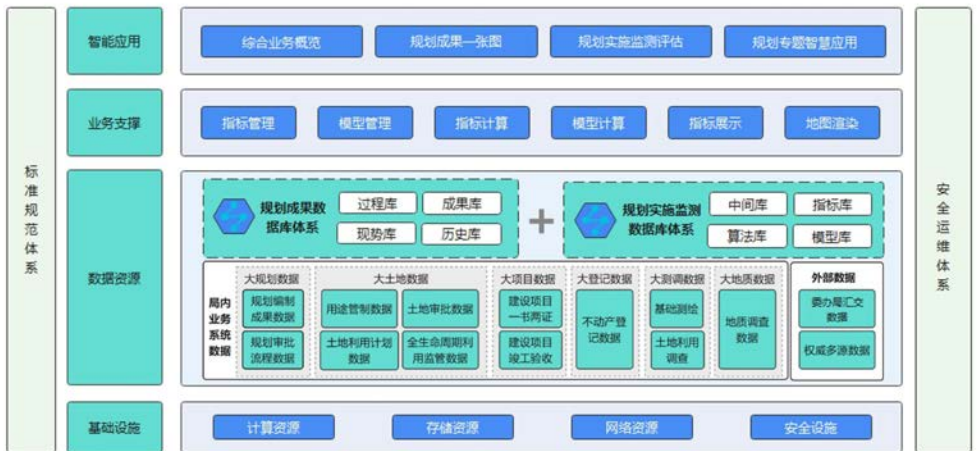 标准规范体系
智能应用
综合业务概览
规划成果一张图
规划实施监测评估
规划专题智慧应用
业务支撑
指标管理
模型管理
指标计算
模型计算
指标展示
地图渲染
数据资源
规划成果数
据库体系
过程库
成果库
现势库
历史库
+
规划实施监测
数据库体系
中间库
指标库
算法库
模型库
局内
业务
系统
数据
大规划数据
规划编制
成果数据
规划审批
流程数据
大土地数据
用途管制数据
土地审批数据
土地利用计划
数据
全生命周期利
用监管数据
大项目数据
建设项目
一书两证
建设项目
竣工验收
大登记数据
不动产登
记数据
大测调数据
基础测绘
土地利用
调查
大地质数据
地质调查
数据
外部数据
委办局汇交
数据
权威多源数据
基础设施
计算资源
存储资源
网络资源
安全设施
安全运维体系